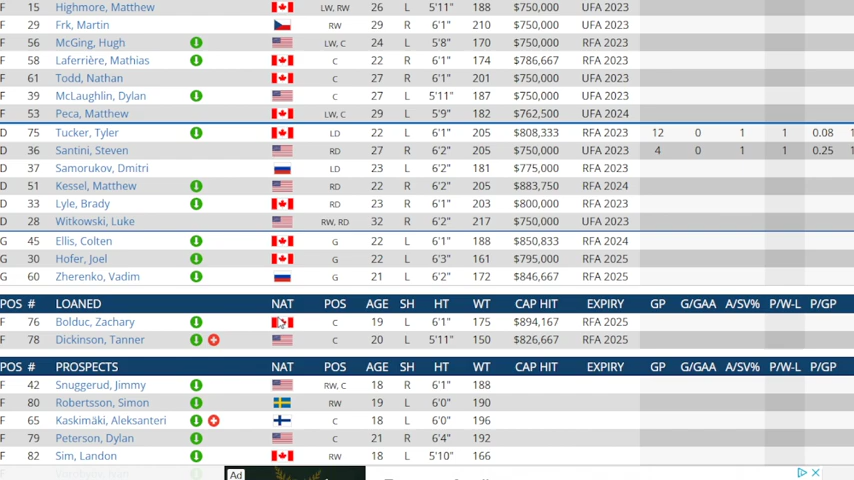 F 15 Highmore, Matthew LW, RW 26 L 5'11" 188 $750,000 UFA 2023
F 29 Frk, Martin RW 29 R 6'1" 210 $750,000 UFA 2023
F 56 McGing, Hugh LW, C 24 L 5'8" 170 $750,000 RFA 2023
F 58 Laferrière, Mathias C 22 R 6'1" 174 $786,667 RFA 2023
F 61 Todd, Nathan C 27 R 6'1" 201 $750,000 UFA 2023
F 39 McLaughlin, Dylan C 27 L 5'11" 187 $750,000 UFA 2023
F 53 Peca, Matthew LW, C 29 L 5'9" 182 $762,500 UFA 2024
D 75 Tucker, Tyler LD 22 L 6'1" 205 $808,333 RFA 2023 12 0 1 1 0.08
D 36 Santini, Steven RD 27 R 6'2" 205 $750,000 UFA 2023 4 0 1 1 0.25
D 37 Samorukov, Dmitri LD 23 L 6'2" 181 $775,000 RFA 2023
D 51 Kessel, Matthew RD 22 R 6'2" 205 $883,750 RFA 2024
D 33 Lyle, Brady RD 23 R 6'1" 203 $800,000 RFA 2023
D 28 Witkowski, Luke RW, RD 32 R 6'2" 217 $750,000 UFA 2023
G 45 Ellis, Colten G 22 L 6'1" 188 $850,833 RFA 2024
G 30 Hofer, Joel G 22 L 6'3" 161 $795,000 RFA 2025
G 60 Zherenko, Vadim G 21 L 6'2" 172 $846,667 RFA 2025
POS # LOANED NAT POS AGE SH HT WT CAP HIT EXPIRY GP G/GAA A/SV% P/W-L P/GP
F 76 Bolduc, Zachary C 19 L 6'1" 175 $894,167 RFA 2025
F 78 Dickinson, Tanner C 20 L 5'11" 150 $826,667 RFA 2025
POS # PROSPECTS NAT POS AGE SH HT WT CAP HIT EXPIRY GP G/GAA A/SV% P/W-L P/GP
F 42 Snuggerud, Jimmy RW, C 18 R 6'1" 188
F 80 Robertsson, Simon RW 19 L 6'0" 190
F 65 Kaskimäki, Aleksanteri C 18 L 6'0" 196
F 79 Peterson, Dylan C 21 R 6'4" 192
F 82 Sim, Landon RW 18 L 5'10" 166
Ad